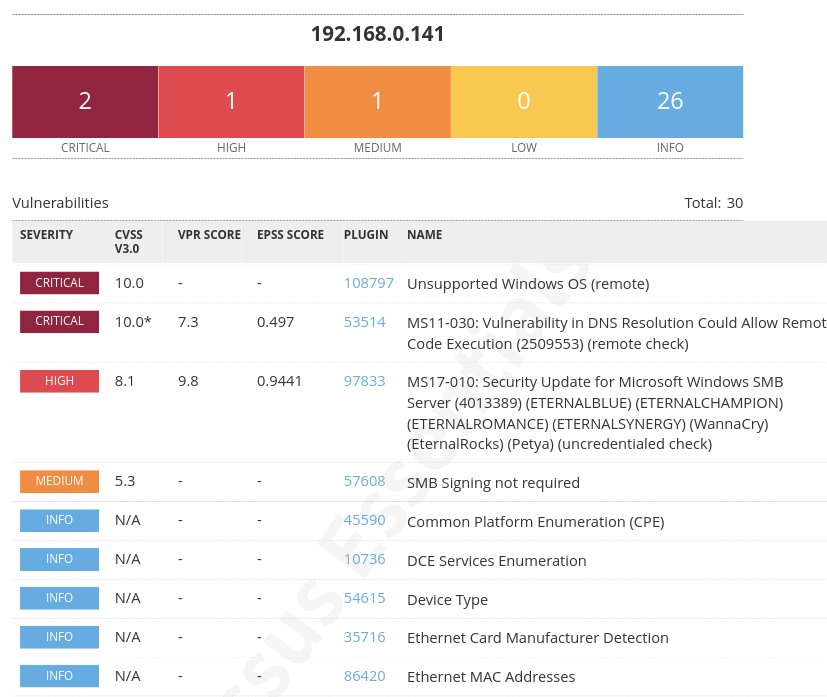 192.168.0.141
2 1 1 0 26
CRITICAL HIGH MEDIUM LOW INFO
Vulnerabilities Total: 30
SEVERITY CVSS V3.0 VPR SCORE EPSS SCORE PLUGIN NAME
CRITICAL 10.0 - - 108797 Unsupported Windows OS (remote)
CRITICAL 10.0* 7.3 0.497 53514 MS11-030: Vulnerability in DNS Resolution Could Allow Remot
Code Execution (2509553) (remote check)
HIGH 8.1 9.8 0.9441 97833 MS17-010: Security Update for Microsoft Windows SMB
Server (4013389) (ETERNALBLUE) (ETERNALCHAMPION)
(ETERNALROMANCE) (ETERNALSYNERGY) (WannaCry)
(EternalRocks) (Petya) (uncredentialed check)
MEDIUM 5.3 - - 57608 SMB Signing not required
INFO N/A - - 45590 Common Platform Enumeration (CPE)
INFO N/A - - 10736 DCE Services Enumeration
INFO N/A - - 54615 Device Type
INFO N/A - - 35716 Ethernet Card Manufacturer Detection
INFO N/A - - 86420 Ethernet MAC Addresses
ssus Essentials